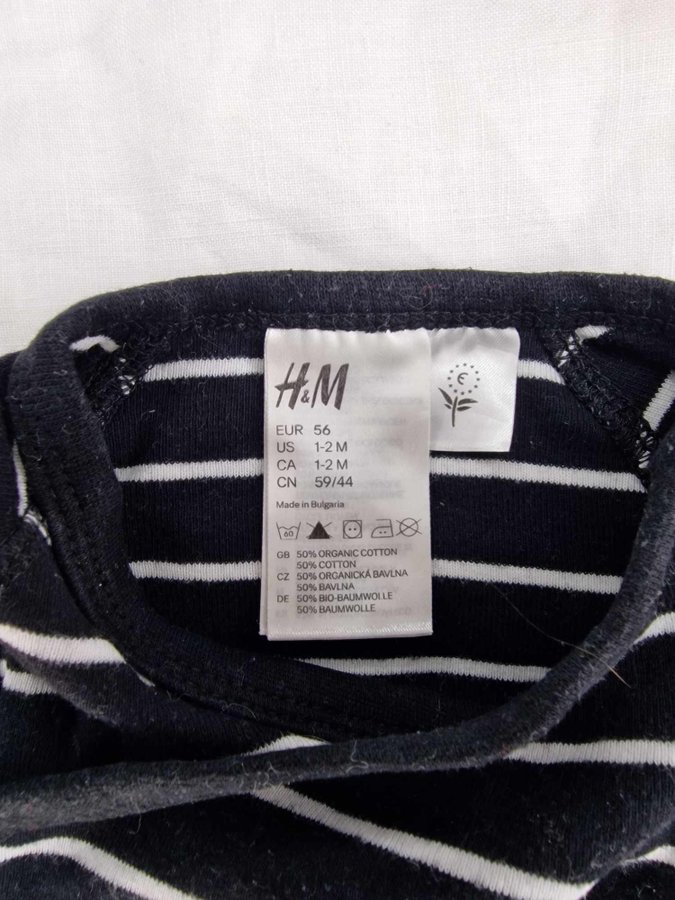 H&M
€
EUR 56
US 1-2 M
CA 1-2 M
CN 59/44
Made in Bulgaria
60
GB 50% ORGANIC COTTON
50% COTTON
CZ 50% ORGANICKÁ BAVLNA
50% BAVLNA
DE 50% BIO-BAUMWOLLE
50% BAUMWOLLE